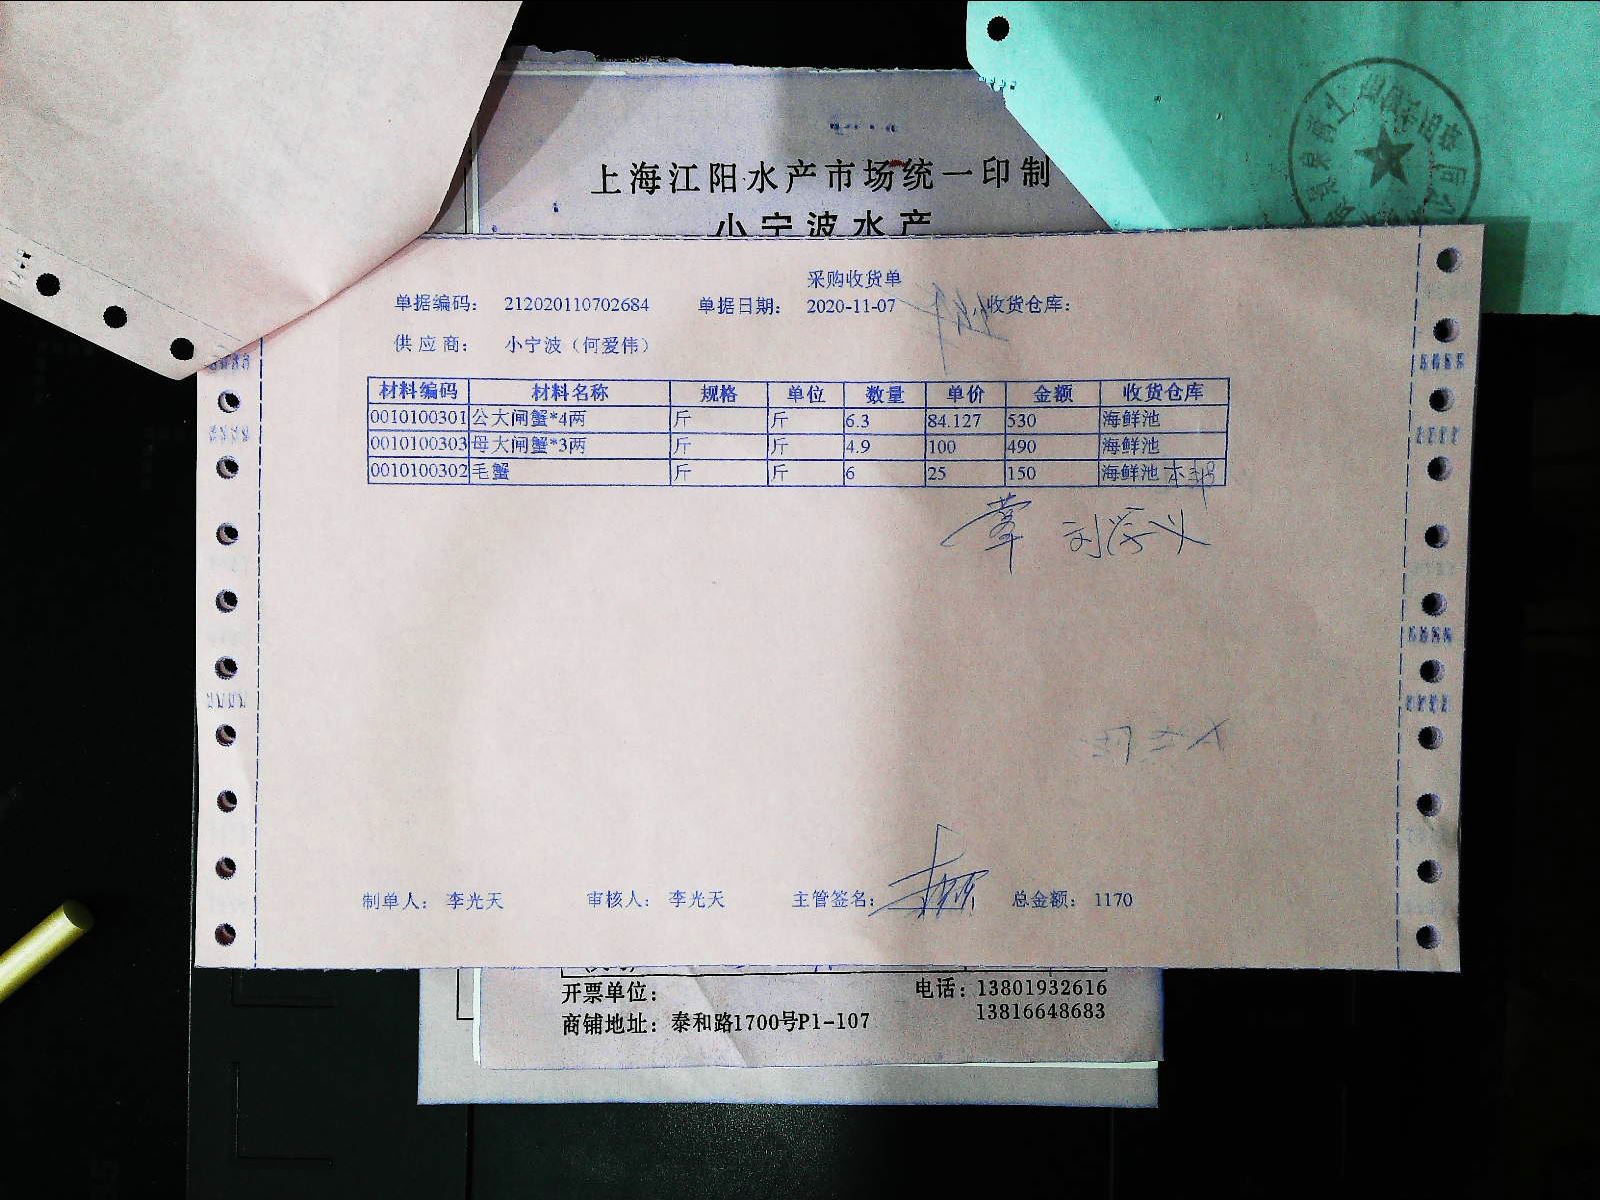 上海江阳水产市场统一印制
小宁波水产
采购收货单
单据编码： 212020110702684 单据日期： 2020-11-07 收货仓库：
供应商： 小宁波（何爱伟）
材料编码 材料名称 规格 单位 数量 单价 金额 收货仓库
0010100301 公大闸蟹*4两 斤 斤 6.3 84.127 530 海鲜池
0010100303 母大闸蟹*3两 斤 斤 4.9 100 490 海鲜池
0010100302 毛蟹 斤 斤 6 25 150 海鲜池
制单人： 李光天 审核人： 李光天 主管签名： 总金额： 1170
开票单位： 电话：13801932616
13816648683
商铺地址：泰和路1700号P1-107